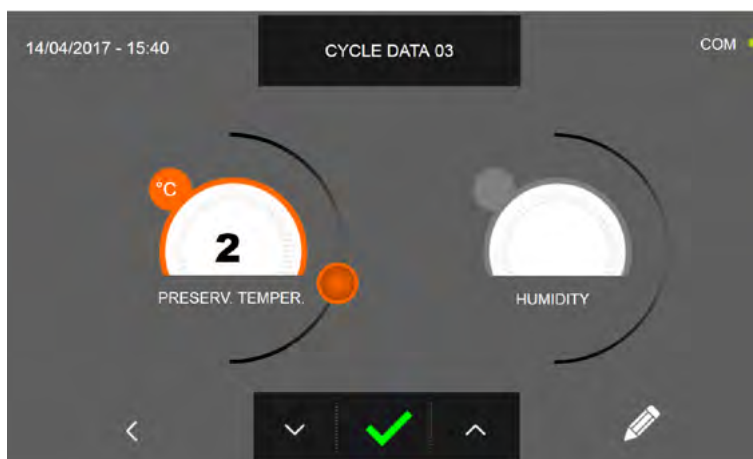 14/04/2017 - 15:40
CYCLE DATA 03
COM
°C
2
PRESERV. TEMPER.
HUMIDITY